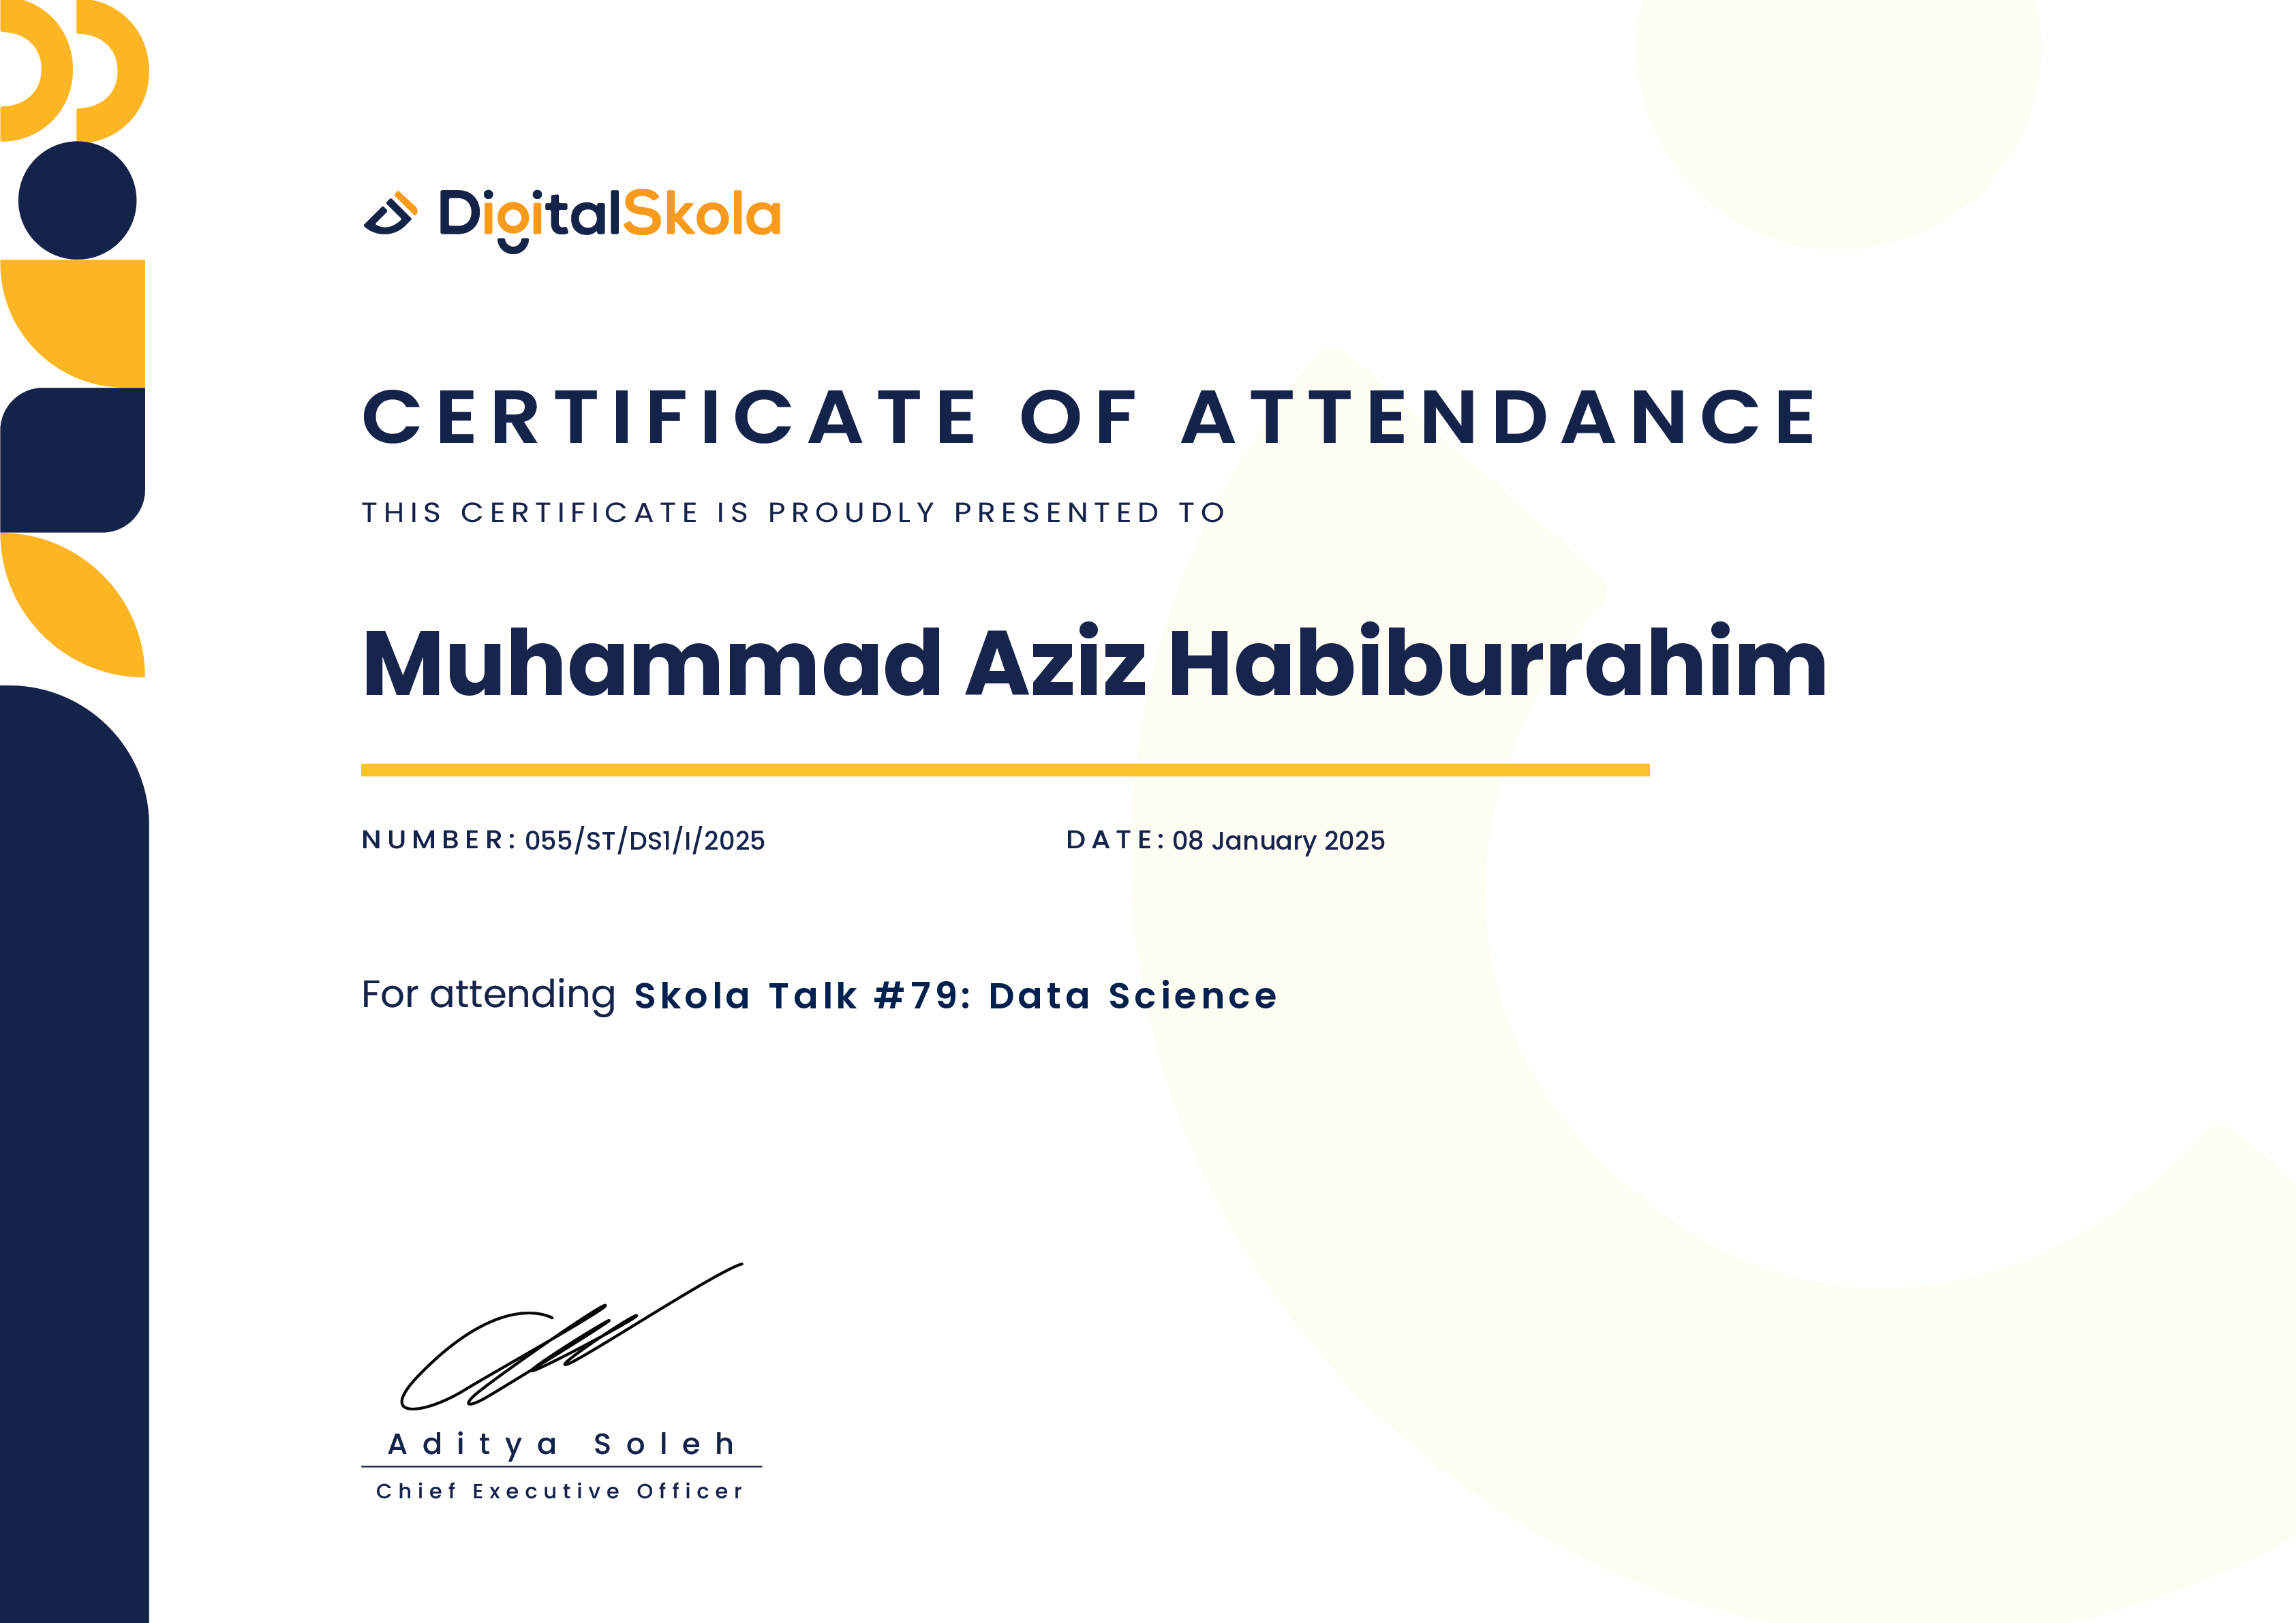 DigitalSkola
CERTIFICATE OF ATTENDANCE
THIS CERTIFICATE IS PROUDLY PRESENTED TO
Muhammad Aziz Habiburrahim
NUMBER: 055/ST/DS1/I/2025 DATE: 08 January 2025
For attending Skola Talk #79: Data Science
Aditya Soleh
Chief Executive Officer